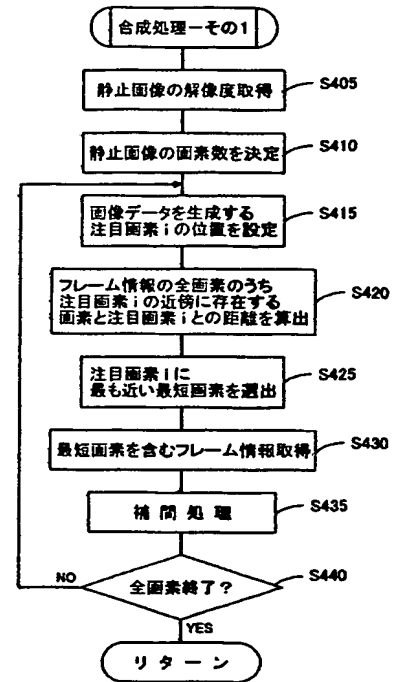 合成処理－その1
静止画像の解像度取得
S405
静止画像の画素数を決定
S410
画像データを生成する
注目画素iの位置を設定
S415
フレーム情報の全画素のうち
注目画素iの近傍に存在する
画素と注目画素iとの距離を算出
S420
注目画素iに
最も近い最短画素を選出
S425
最短画素を含むフレーム情報取得
S430
補間処理
S435
全画素終了？
S440
NO
YES
リターン